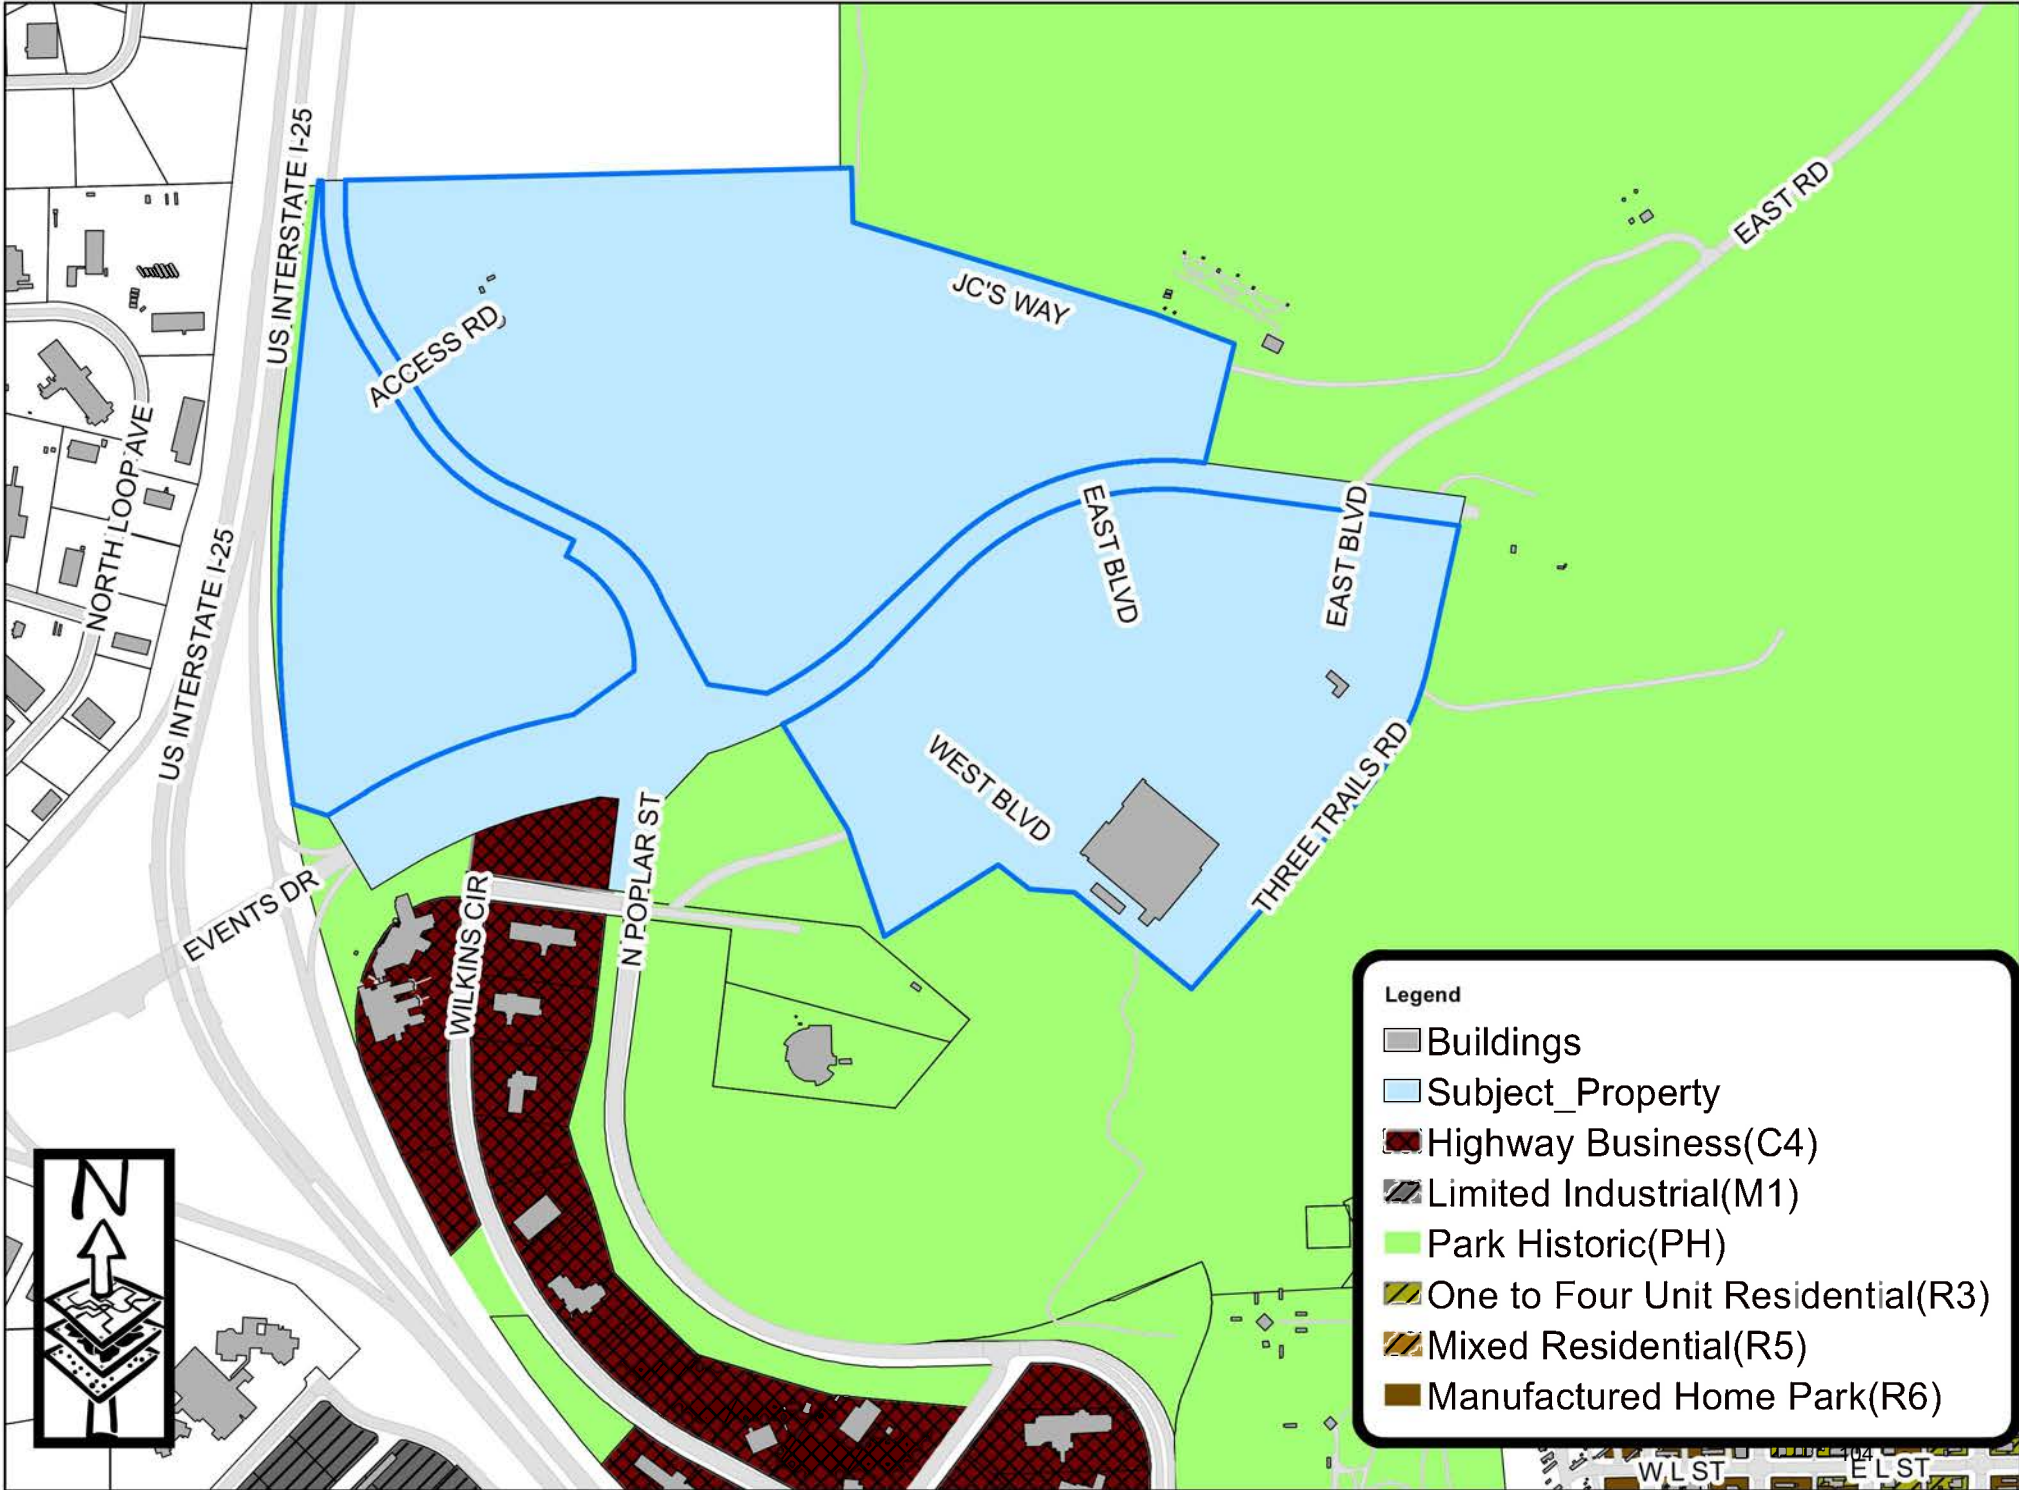 US INTERSTATE I-25
EAST RD
JC'S WAY
ACCESS RD
NORTH LOOP AVE
US INTERSTATE I-25
EAST BLVD
EAST BLVD
WEST BLVD
THREE TRAILS RD
N POPLAR ST
EVENTS DR
WILKINS CIR
N
Legend
Buildings
Subject_Property
Highway Business(C4)
Limited Industrial(M1)
Park Historic(PH)
One to Four Unit Residential(R3)
Mixed Residential(R5)
Manufactured Home Park(R6)
104
W L ST
E L ST